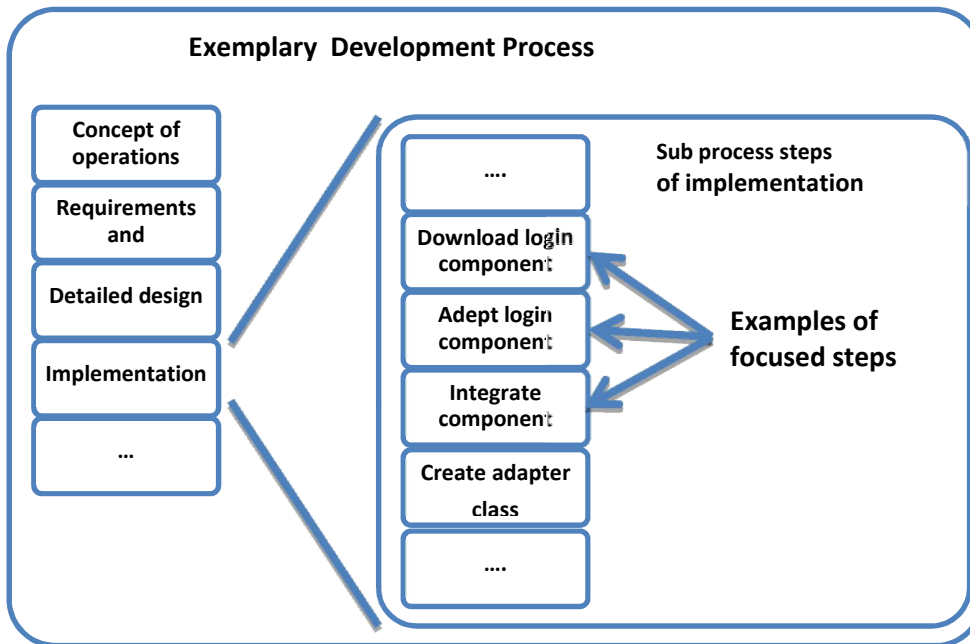 Exemplary Development Process
Concept of
operations
Requirements
and
Detailed design
Implementation
...
....
Download login
component
Adept login
component
Integrate
component
Create adapter
class
....
Sub process steps
of implementation
Examples of
focused steps